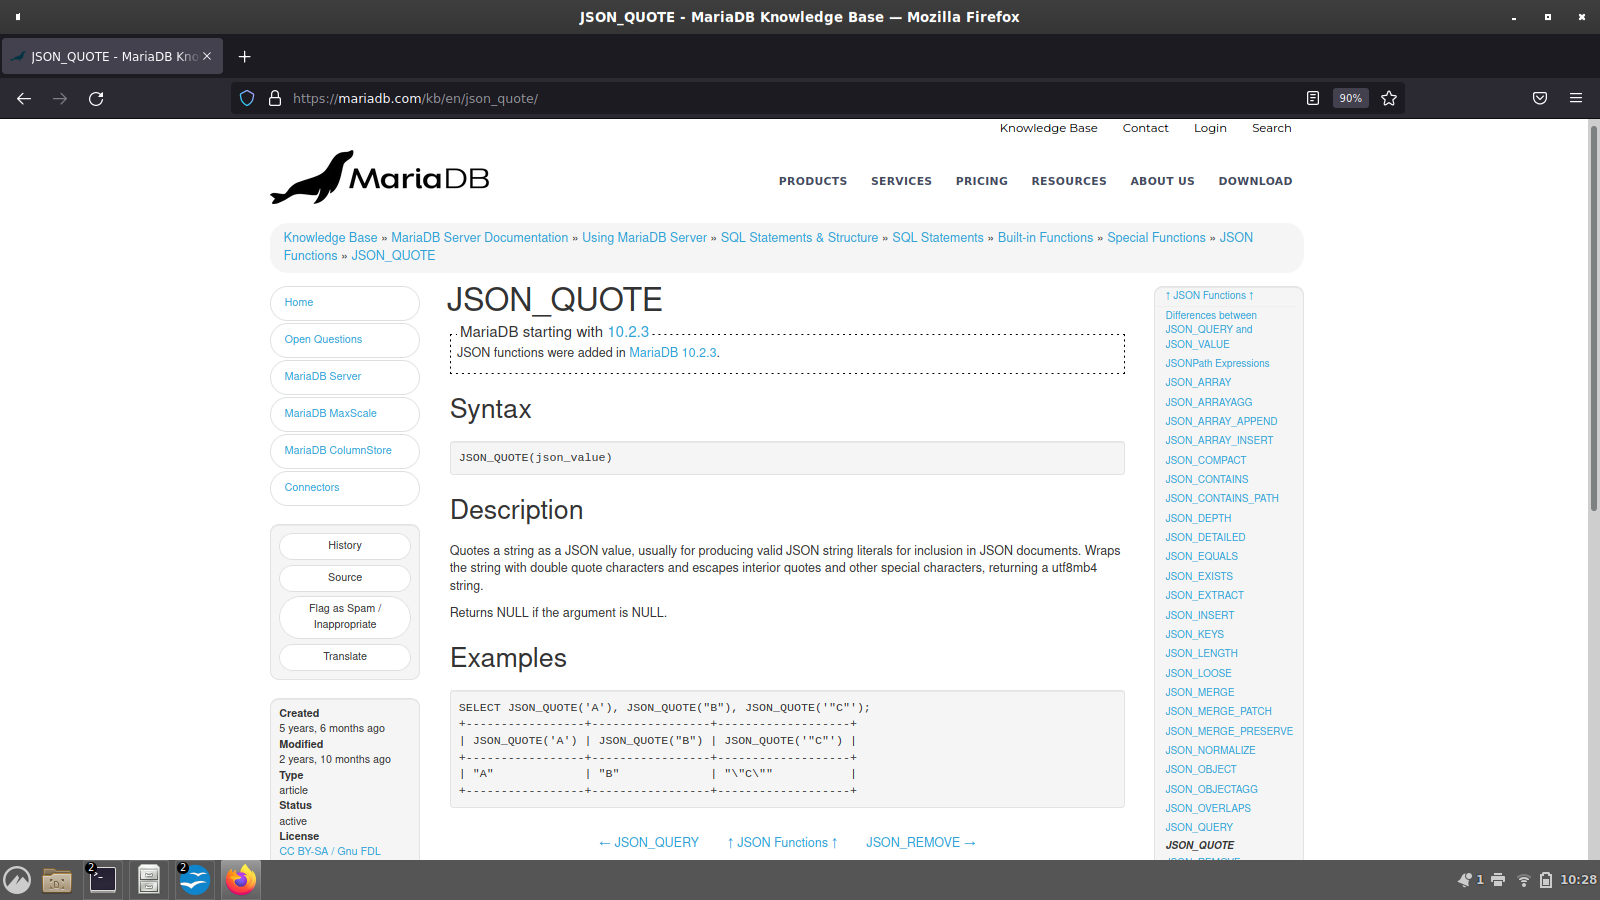 JSON_QUOTE - MariaDB Knowledge Base — Mozilla Firefox
JSON_QUOTE - MariaDB Kno
https://mariadb.com/kb/en/json_quote/
90%
Knowledge Base Contact Login Search
MariaDB
PRODUCTS SERVICES PRICING RESOURCES ABOUT US DOWNLOAD
Knowledge Base » MariaDB Server Documentation » Using MariaDB Server » SQL Statements & Structure » SQL Statements » Built-in Functions » Special Functions » JSON
Functions » JSON_QUOTE
Home
Open Questions
MariaDB Server
MariaDB MaxScale
MariaDB ColumnStore
Connectors
History
Source
Flag as Spam /
Inappropriate
Translate
Created
5 years, 6 months ago
Modified
2 years, 10 months ago
Type
article
Status
active
License
CC BY-SA / Gnu FDL
JSON_QUOTE
MariaDB starting with 10.2.3
JSON functions were added in MariaDB 10.2.3.
Syntax
JSON_QUOTE(json_value)
Description
Quotes a string as a JSON value, usually for producing valid JSON string literals for inclusion in JSON documents. Wraps
the string with double quote characters and escapes interior quotes and other special characters, returning a utf8mb4
string.
Returns NULL if the argument is NULL.
Examples
SELECT JSON_QUOTE('A'), JSON_QUOTE("B"), JSON_QUOTE('"C"');
+-----------------+-----------------+-------------------+
| JSON_QUOTE('A') | JSON_QUOTE("B") | JSON_QUOTE('"C"') |
+-----------------+-----------------+-------------------+
| "A"             | "B"             | "\"C\""           |
+-----------------+-----------------+-------------------+
← JSON_QUERY ↑ JSON Functions ↑ JSON_REMOVE →
↑ JSON Functions ↑
Differences between
JSON_QUERY and
JSON_VALUE
JSONPath Expressions
JSON_ARRAY
JSON_ARRAYAGG
JSON_ARRAY_APPEND
JSON_ARRAY_INSERT
JSON_COMPACT
JSON_CONTAINS
JSON_CONTAINS_PATH
JSON_DEPTH
JSON_DETAILED
JSON_EQUALS
JSON_EXISTS
JSON_EXTRACT
JSON_INSERT
JSON_KEYS
JSON_LENGTH
JSON_LOOSE
JSON_MERGE
JSON_MERGE_PATCH
JSON_MERGE_PRESERVE
JSON_NORMALIZE
JSON_OBJECT
JSON_OBJECTAGG
JSON_OVERLAPS
JSON_QUERY
JSON_QUOTE
2
2
1
10:28